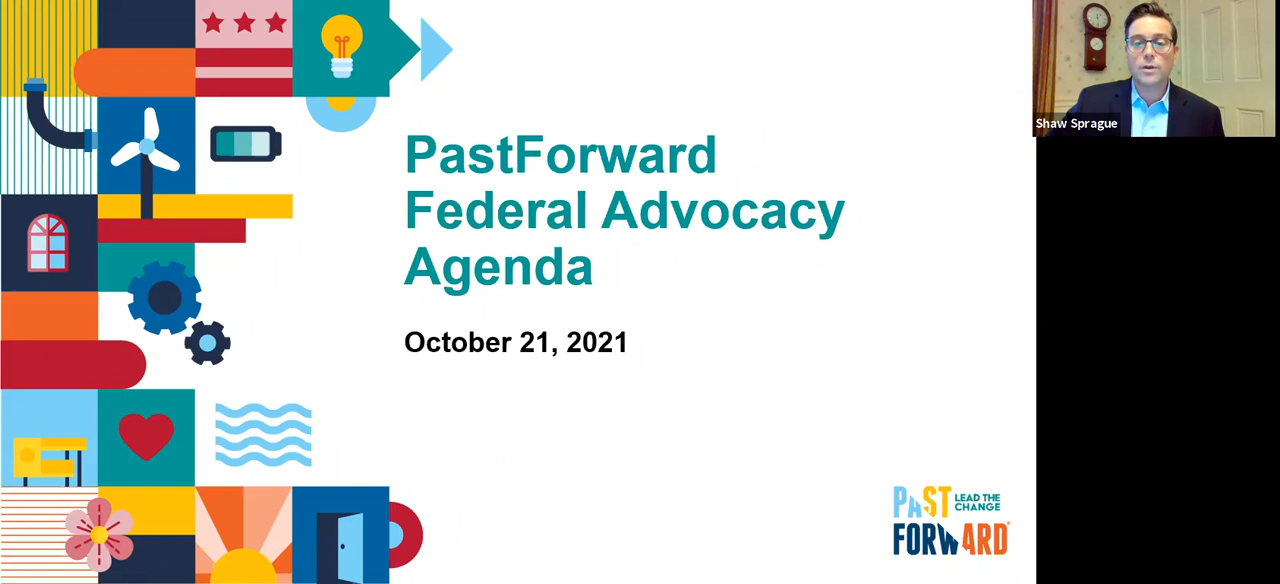 PastForward
Federal Advocacy
Agenda
October 21, 2021
Shaw Sprague
PAST LEAD THE
CHANGE
FORWARD®